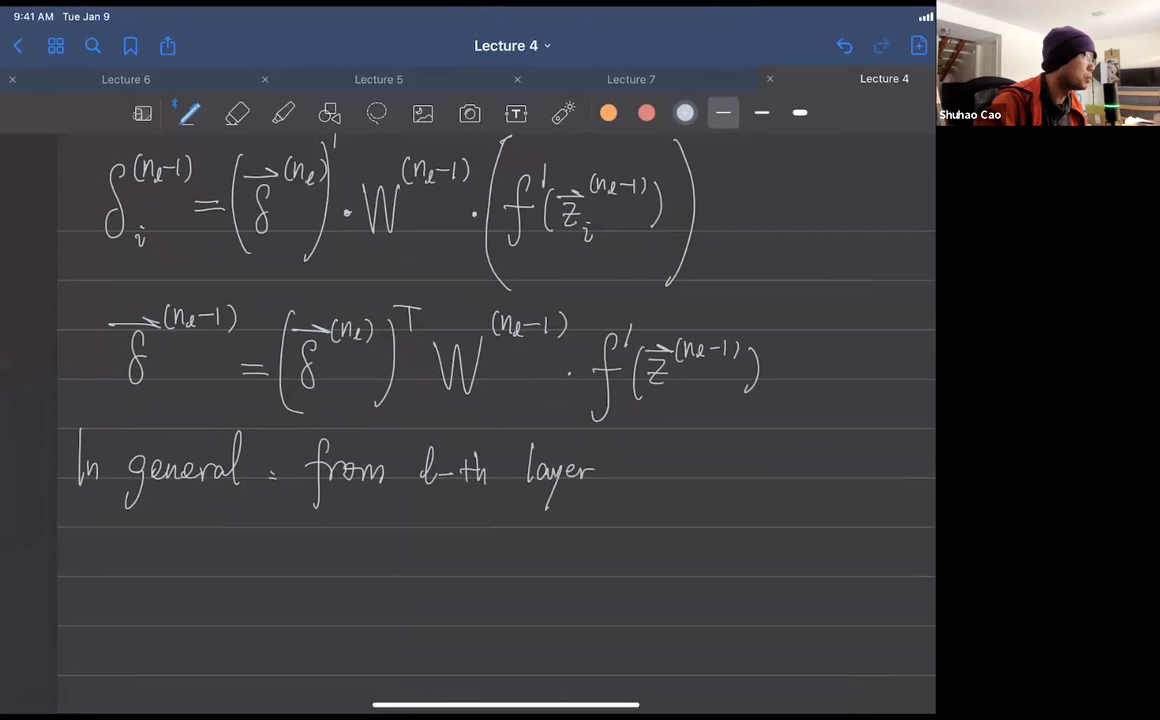 9:41 AM Tue Jan 9
Lecture 4
Lecture 6
Lecture 5
Lecture 7
Lecture 4
Shuhao Cao
δ_i^(n_l−1) = (δ⃗^(n_l))' · W^(n_l−1) · (f'(z⃗_i^(n_l−1)))
δ⃗^(n_l−1) = (δ⃗^(n_l))^T W^(n_l−1) · f'(z⃗^(n_l−1))
In general : from l-th layer